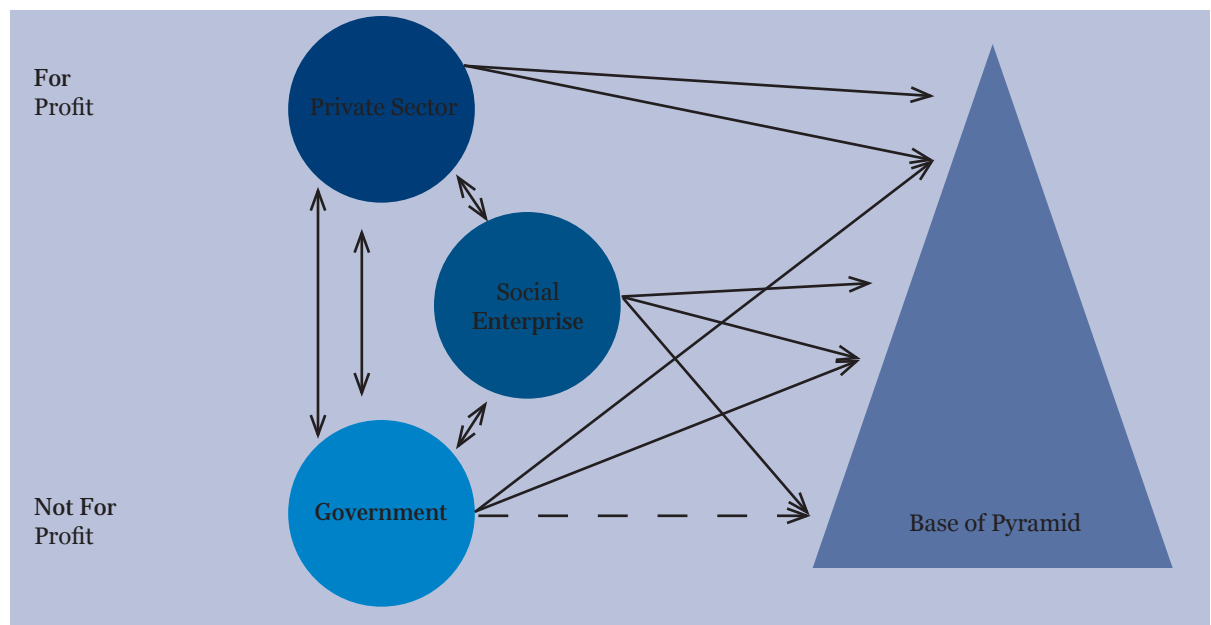 For
Profit
Private Sector
Social
Enterprise
Not For
Profit
Government
Base of Pyramid